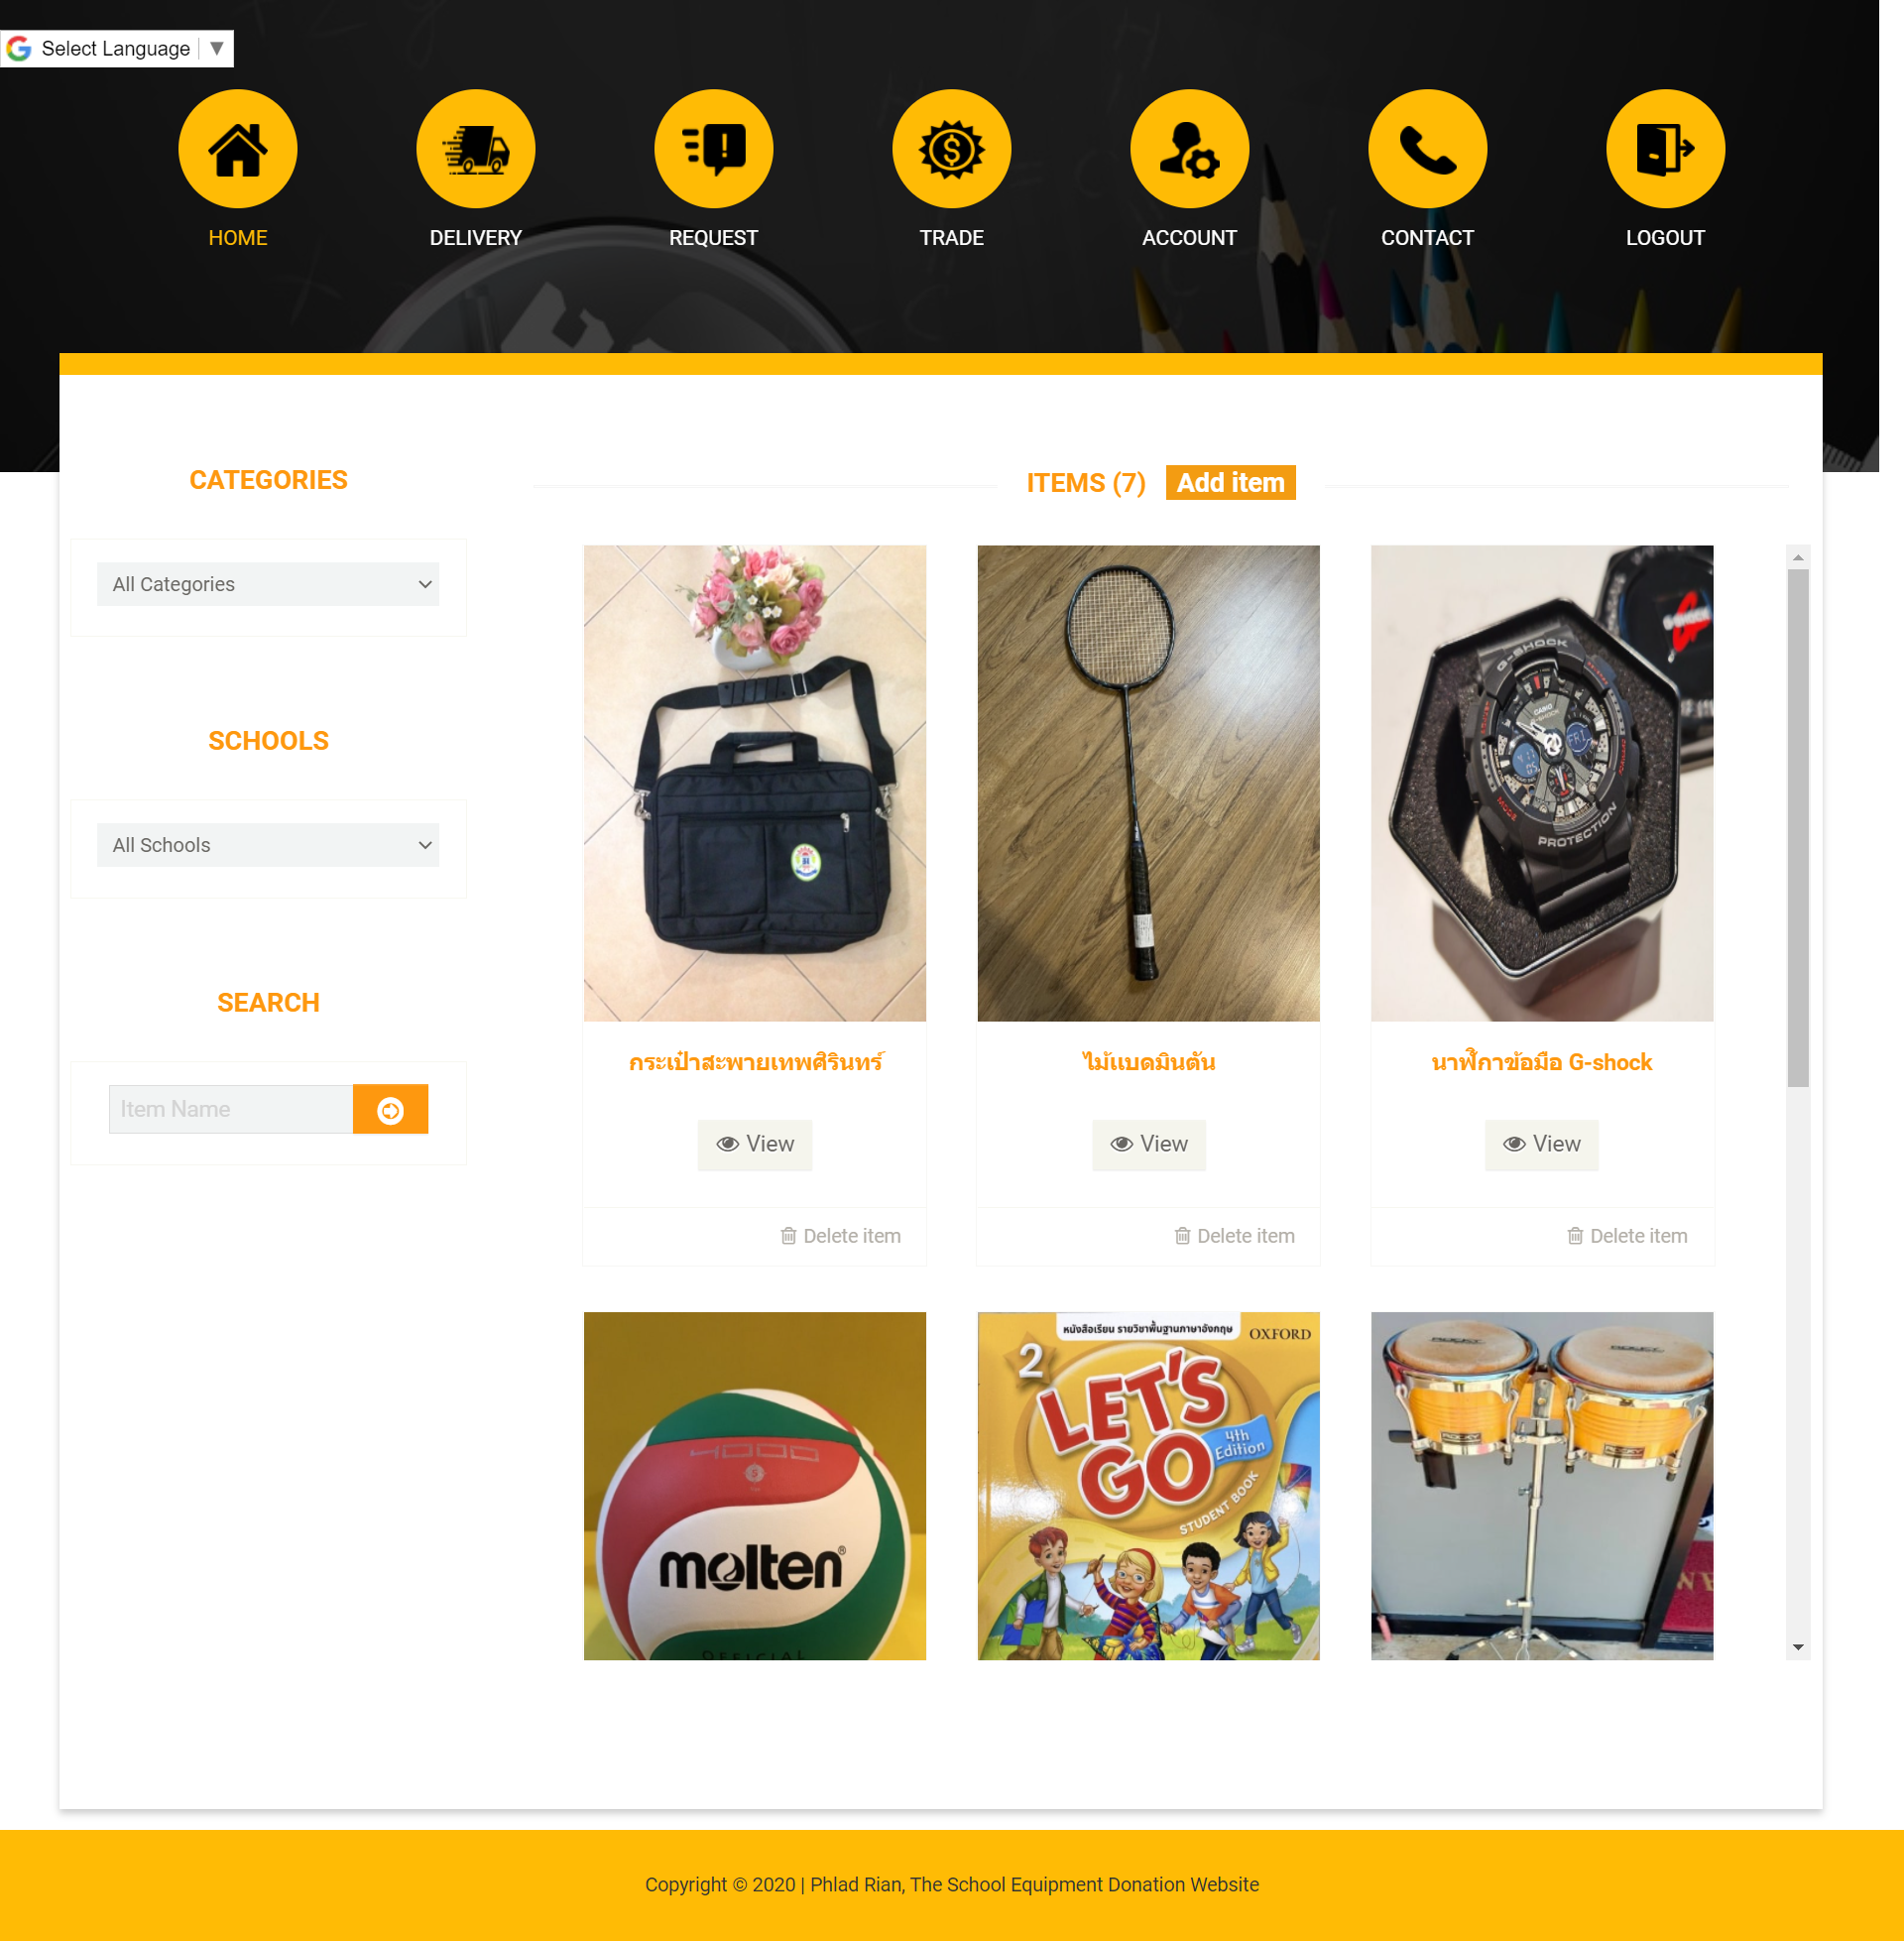 Select Language ▼
HOME
DELIVERY
REQUEST
TRADE
ACCOUNT
CONTACT
LOGOUT
CATEGORIES
All Categories
SCHOOLS
All Schools
SEARCH
Item Name
ITEMS (7) Add item
G-SHOCK
PROTECTION
กระเป๋าสะพายเทพศิรินทร์
View
Delete item
ไม้แบดมินตัน
View
Delete item
นาฬิกาข้อมือ G-shock
View
Delete item
4000
molten®
OFFICIAL
หนังสือเรียน รายวิชาพื้นฐานภาษาอังกฤษ
OXFORD
2
LET'S
GO
4th
Edition
STUDENT BOOK
Copyright © 2020 | Phlad Rian, The School Equipment Donation Website